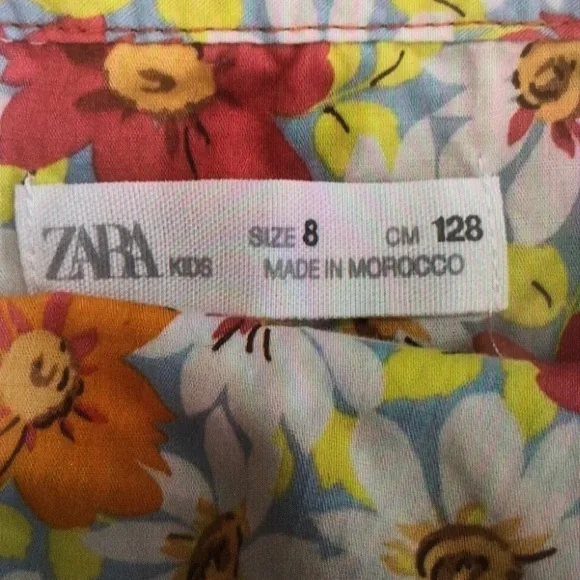 ZARA KIDS SIZE 8 CM 128
MADE IN MOROCCO